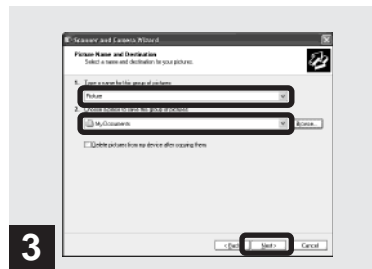 Scanner and Camera Wizard
Picture Name and Destination
Select a name and destination for your pictures.
1. Type a name for this group of pictures:
Picture
2. Choose a place to save this group of pictures:
My Documents
Browse...
Delete pictures from my device after copying them
< Back
Next >
Cancel
3